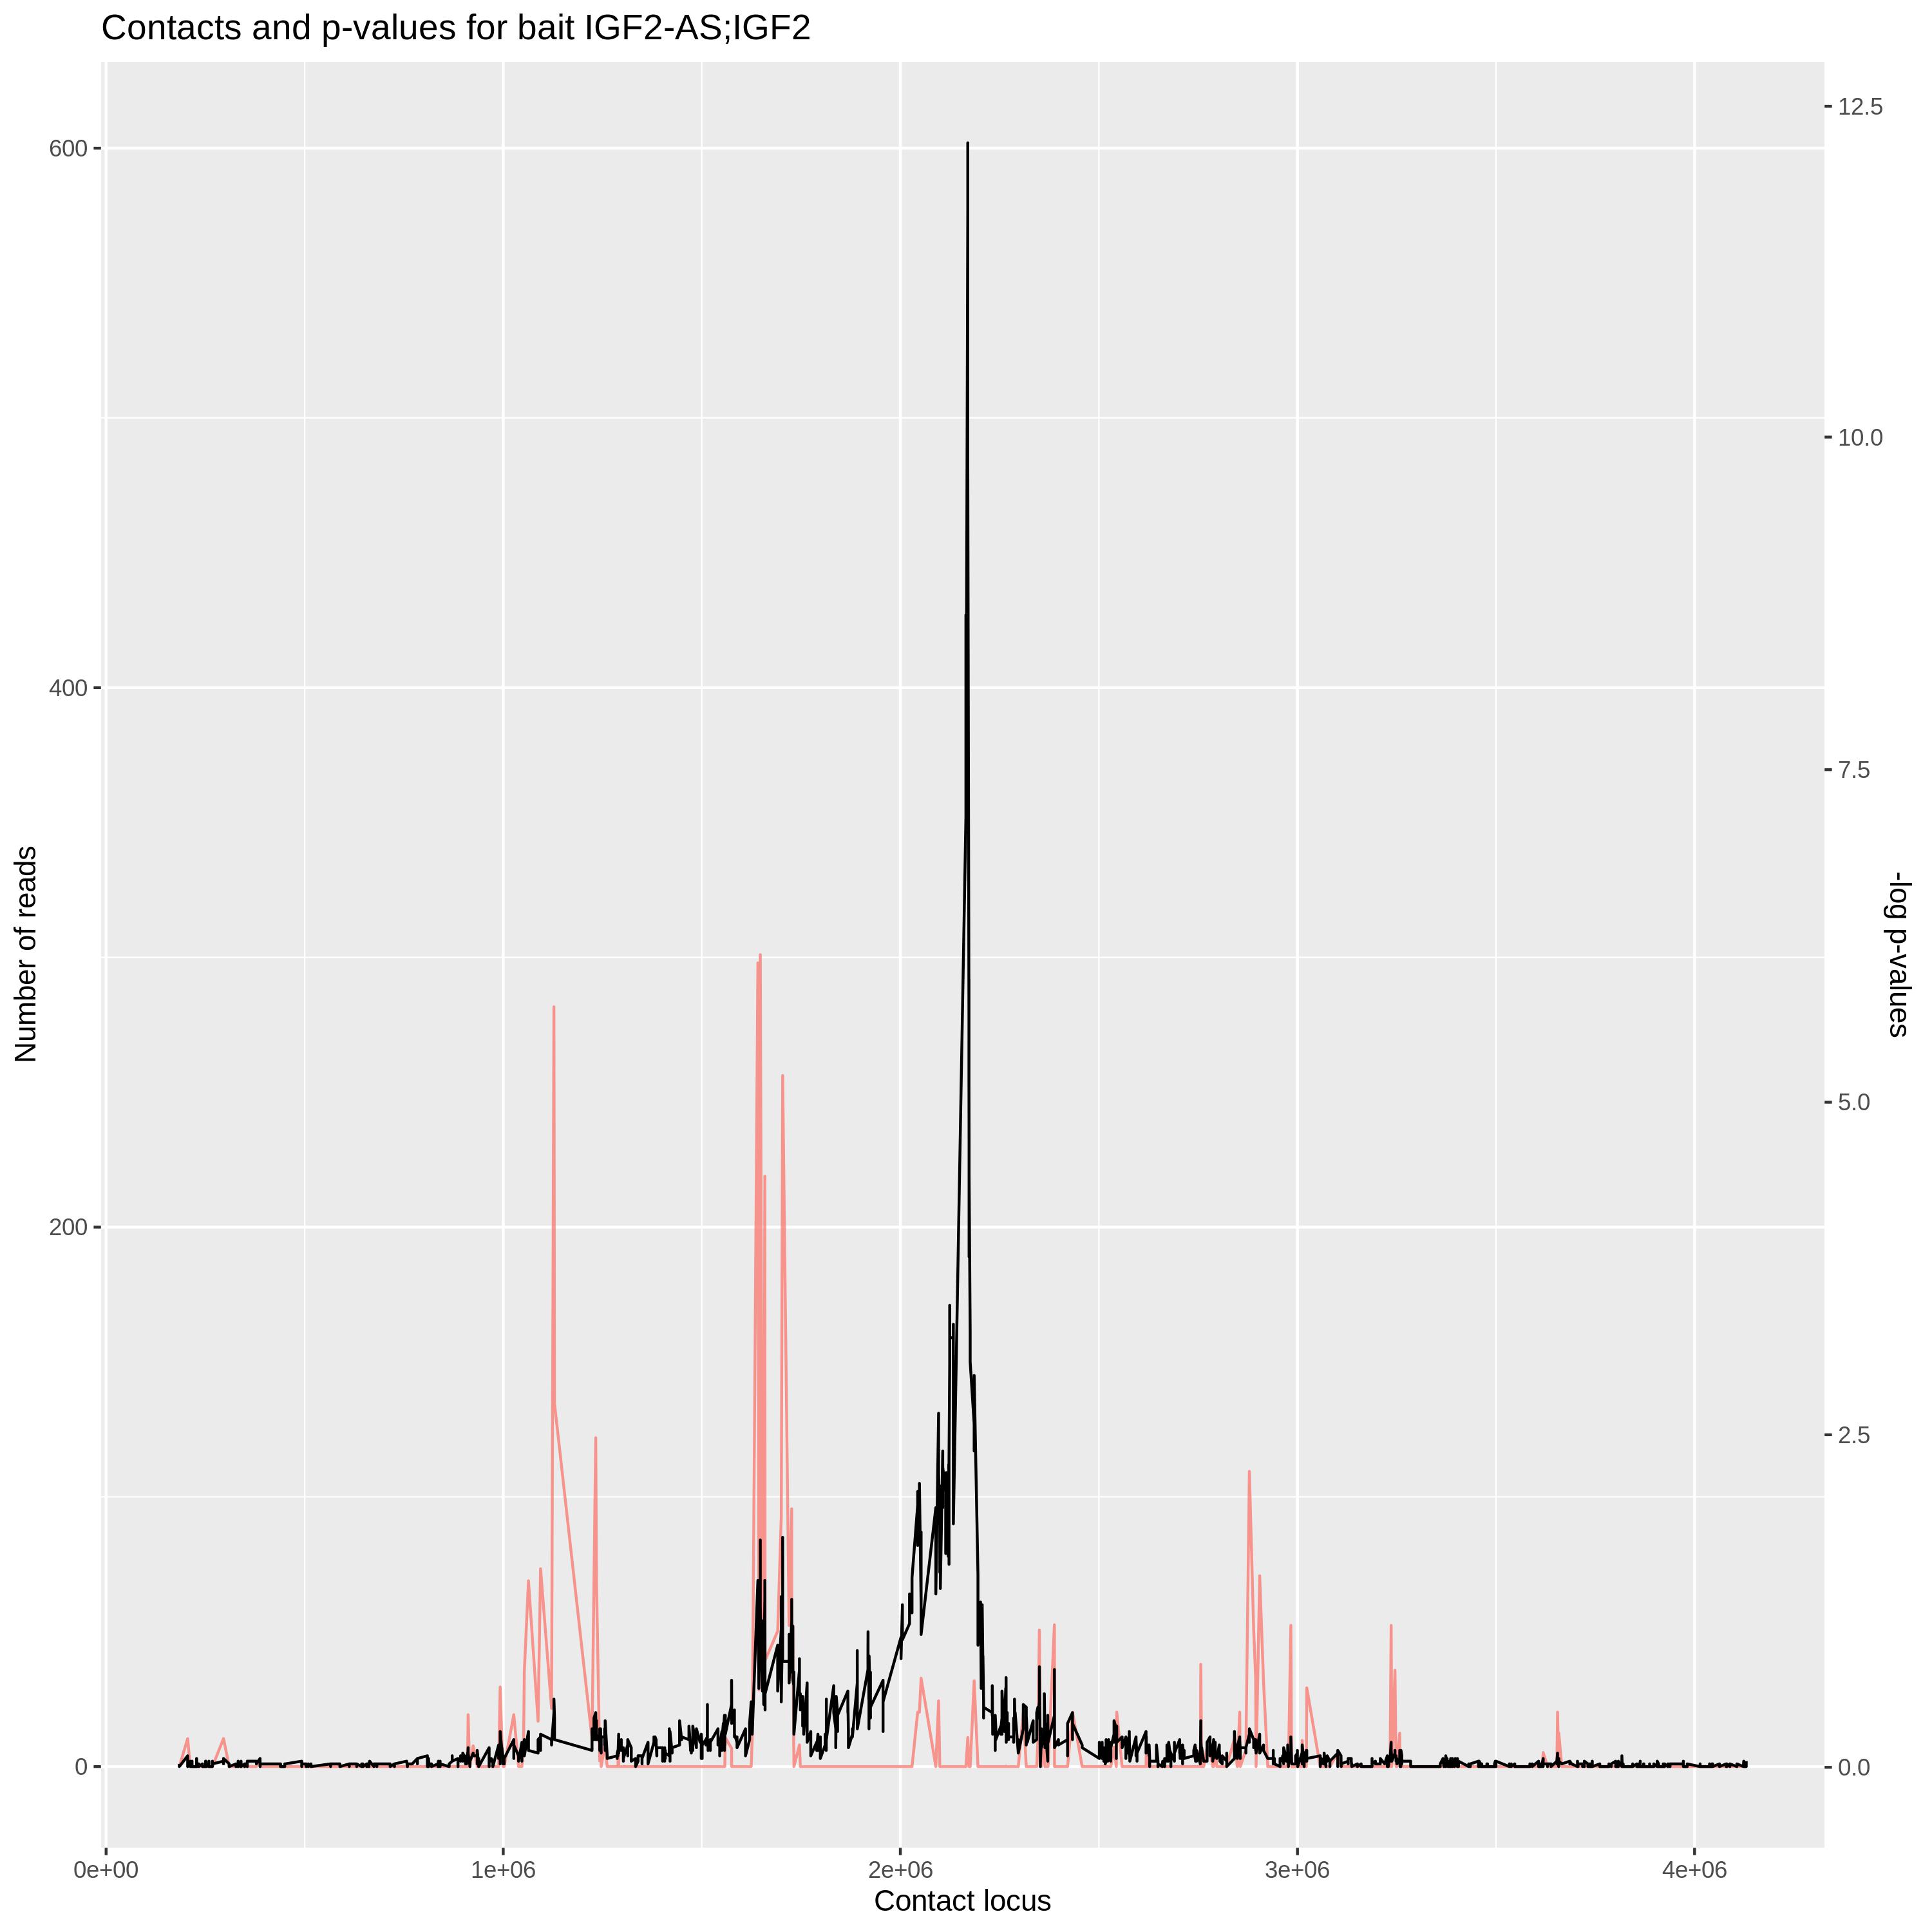 Contacts and p-values for bait IGF2-AS;IGF2
600
400
200
0
Number of reads
12.5
10.0
7.5
5.0
2.5
0.0
-log p-values
0e+00
1e+06
2e+06
3e+06
4e+06
Contact locus